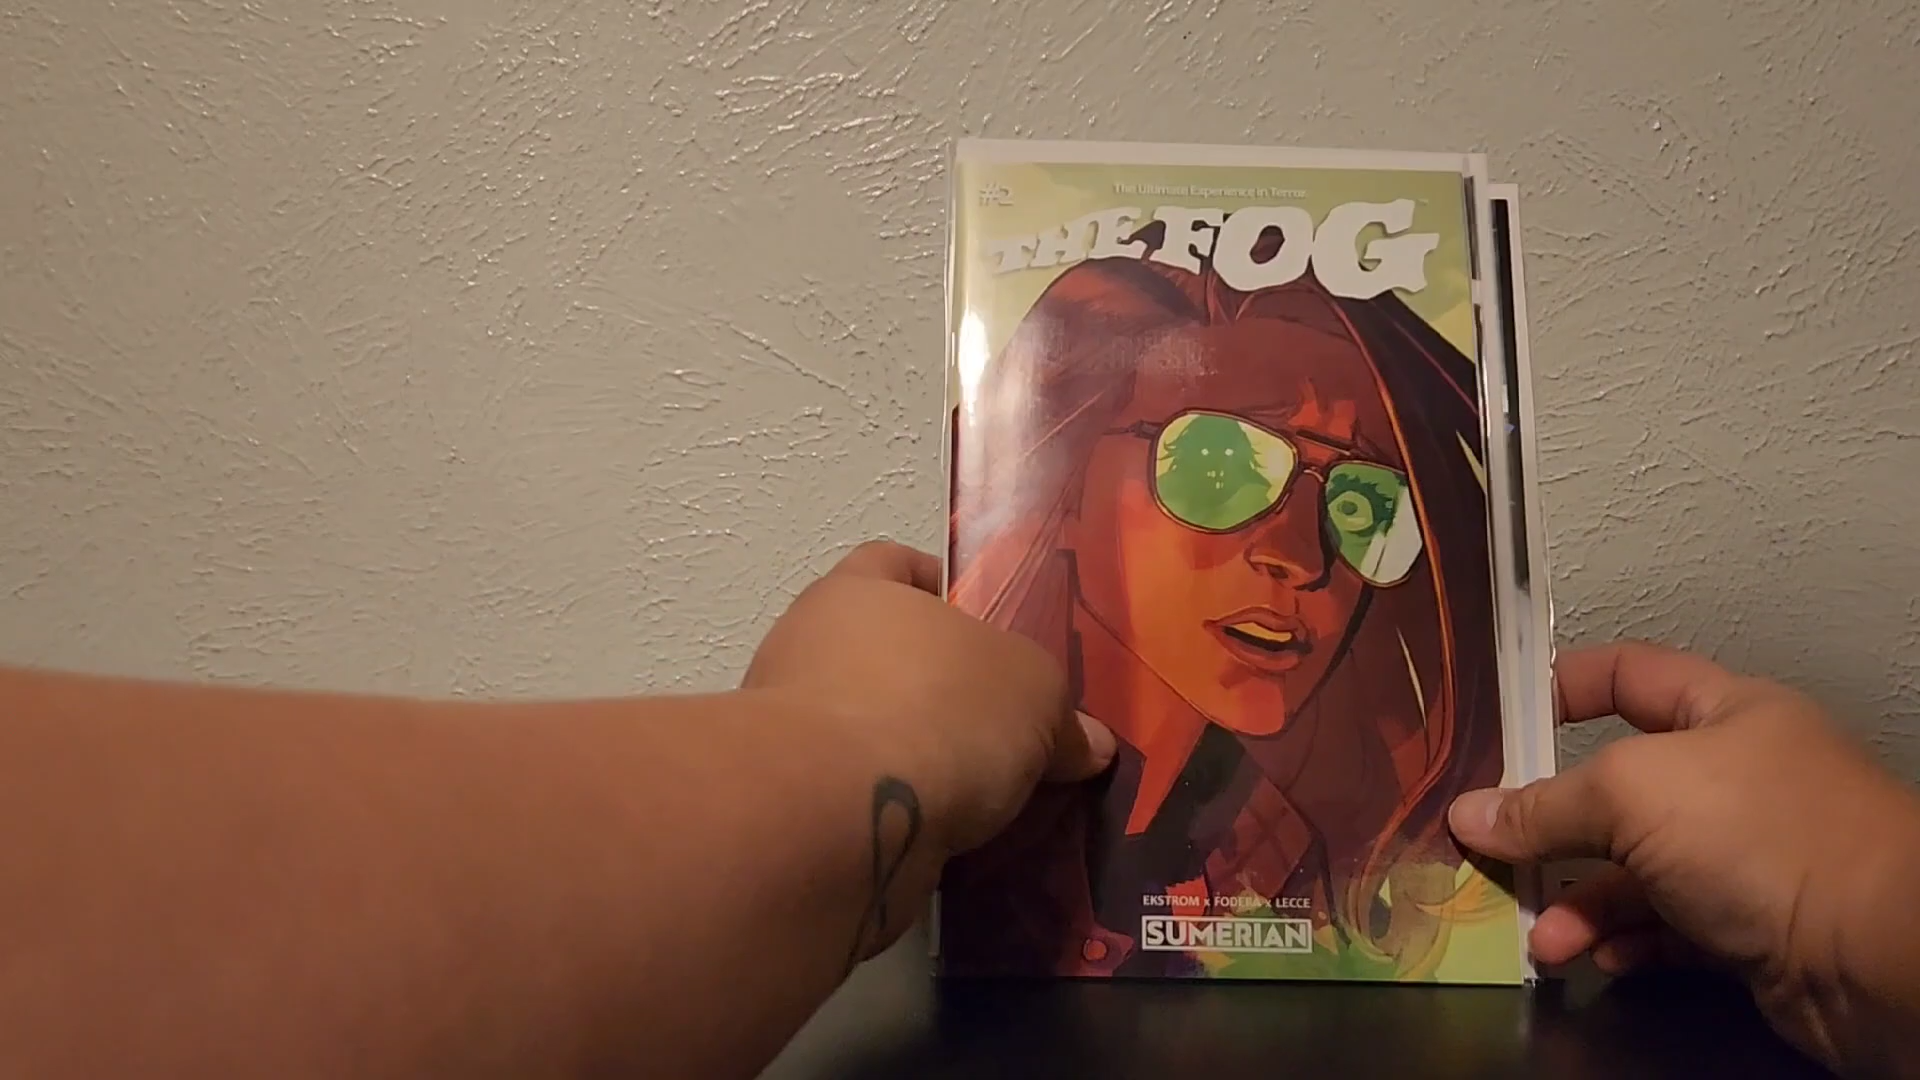 #2
The Ultimate Experience in Terror.
THE FOG
EKSTROM x FODERA x LECCE
SUMERIAN